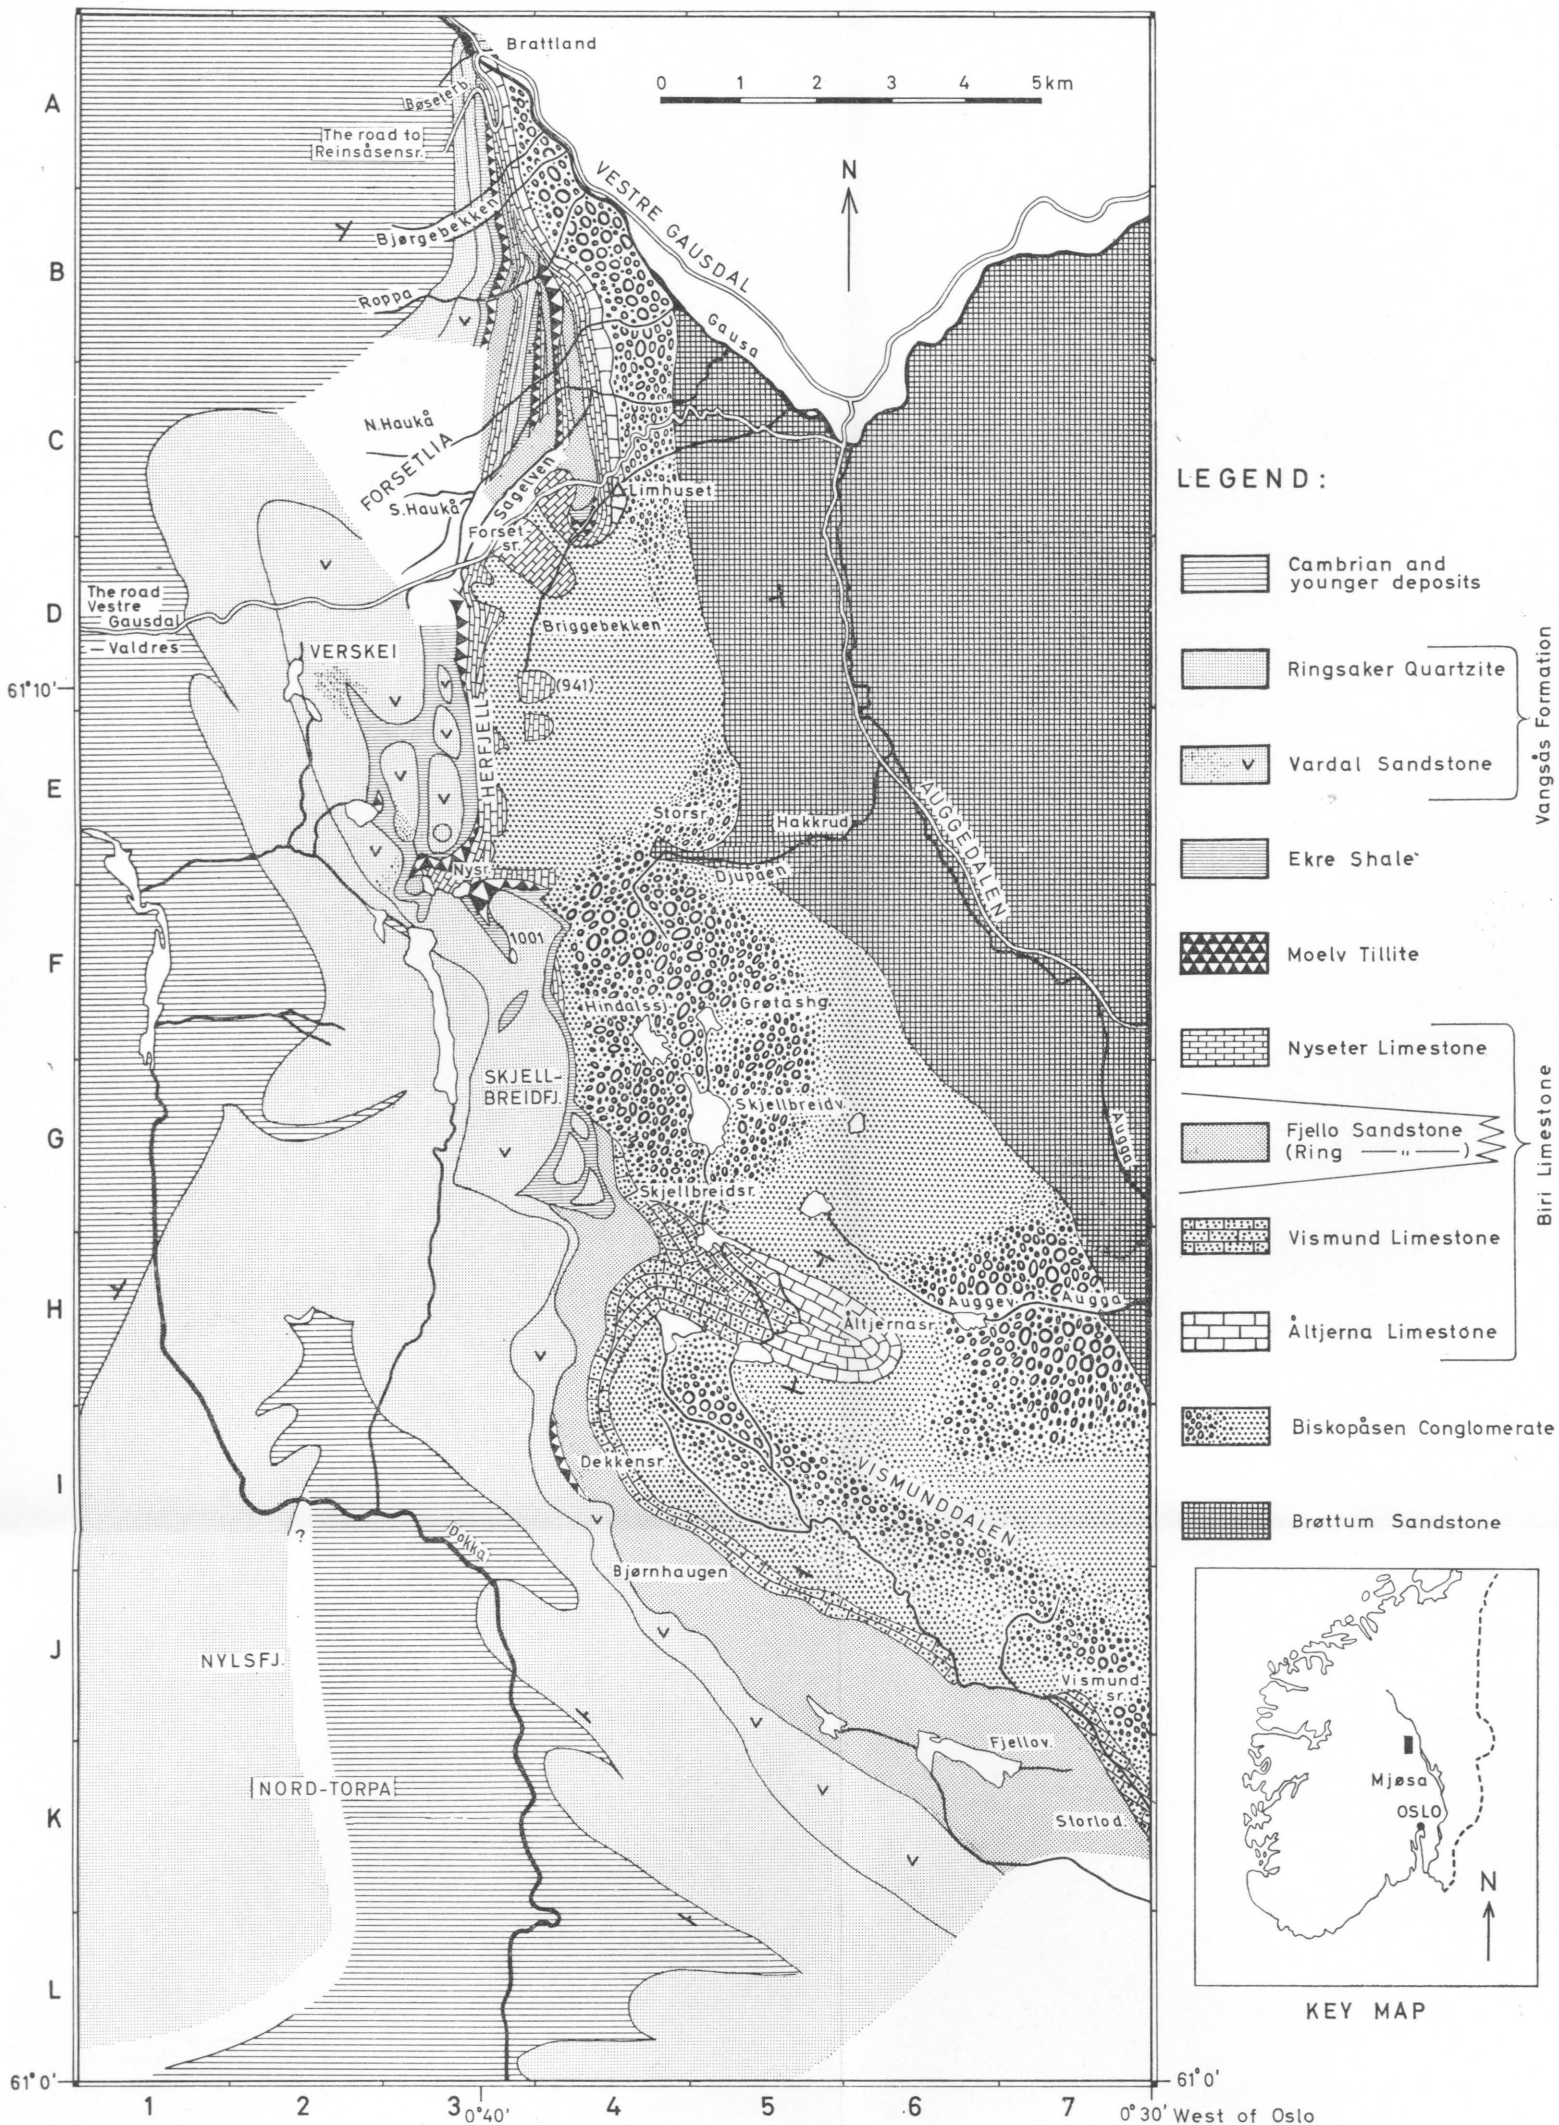 Brattland
0 1 2 3 4 5 km
A
Bøseterb.
The road to
Reinsåsensr.
N
VESTRE GAUSDAL
Bjørgebekken
B
Roppa
Gausa
N. Haukå
C
FORSETLIA
S. Haukå
Sagelven
Limhuset
Forset-
sr.
The road
Vestre
Gausdal
— Valdres
D
Briggebekken
VERSKEI
61° 10'
(941)
HERFJELL
E
Storsr.
Hakkrud
AUGGEDALEN
Djupåen
Nysr.
1001
F
Hindalssj.
Grøtåshg.
SKJELL-
BREIDFJ.
Skjellbreidv.
G
Augga
Skjellbreidsr.
H
Auggev.
Augga
Åltjernasr.
Dekkensr.
I
VISMUNDDALEN
?
Dokka
Bjørnhaugen
J
NYLSFJ.
Vismund-
sr.
Fjellov.
NORD-TORPA
K
Storlod.
L
61° 0'
61° 0'
1 2 3 4 5 6 7
0° 40'
0° 30' West of Oslo
LEGEND:
Cambrian and
younger deposits
Ringsaker Quartzite
Vardal Sandstone
Vangsås Formation
Ekre Shale
Moelv Tillite
Nyseter Limestone
Fjello Sandstone
(Ring — " — )
Vismund Limestone
Åltjerna Limestone
Biri Limestone
Biskopåsen Conglomerate
Brøttum Sandstone
Mjøsa
OSLO
N
KEY MAP